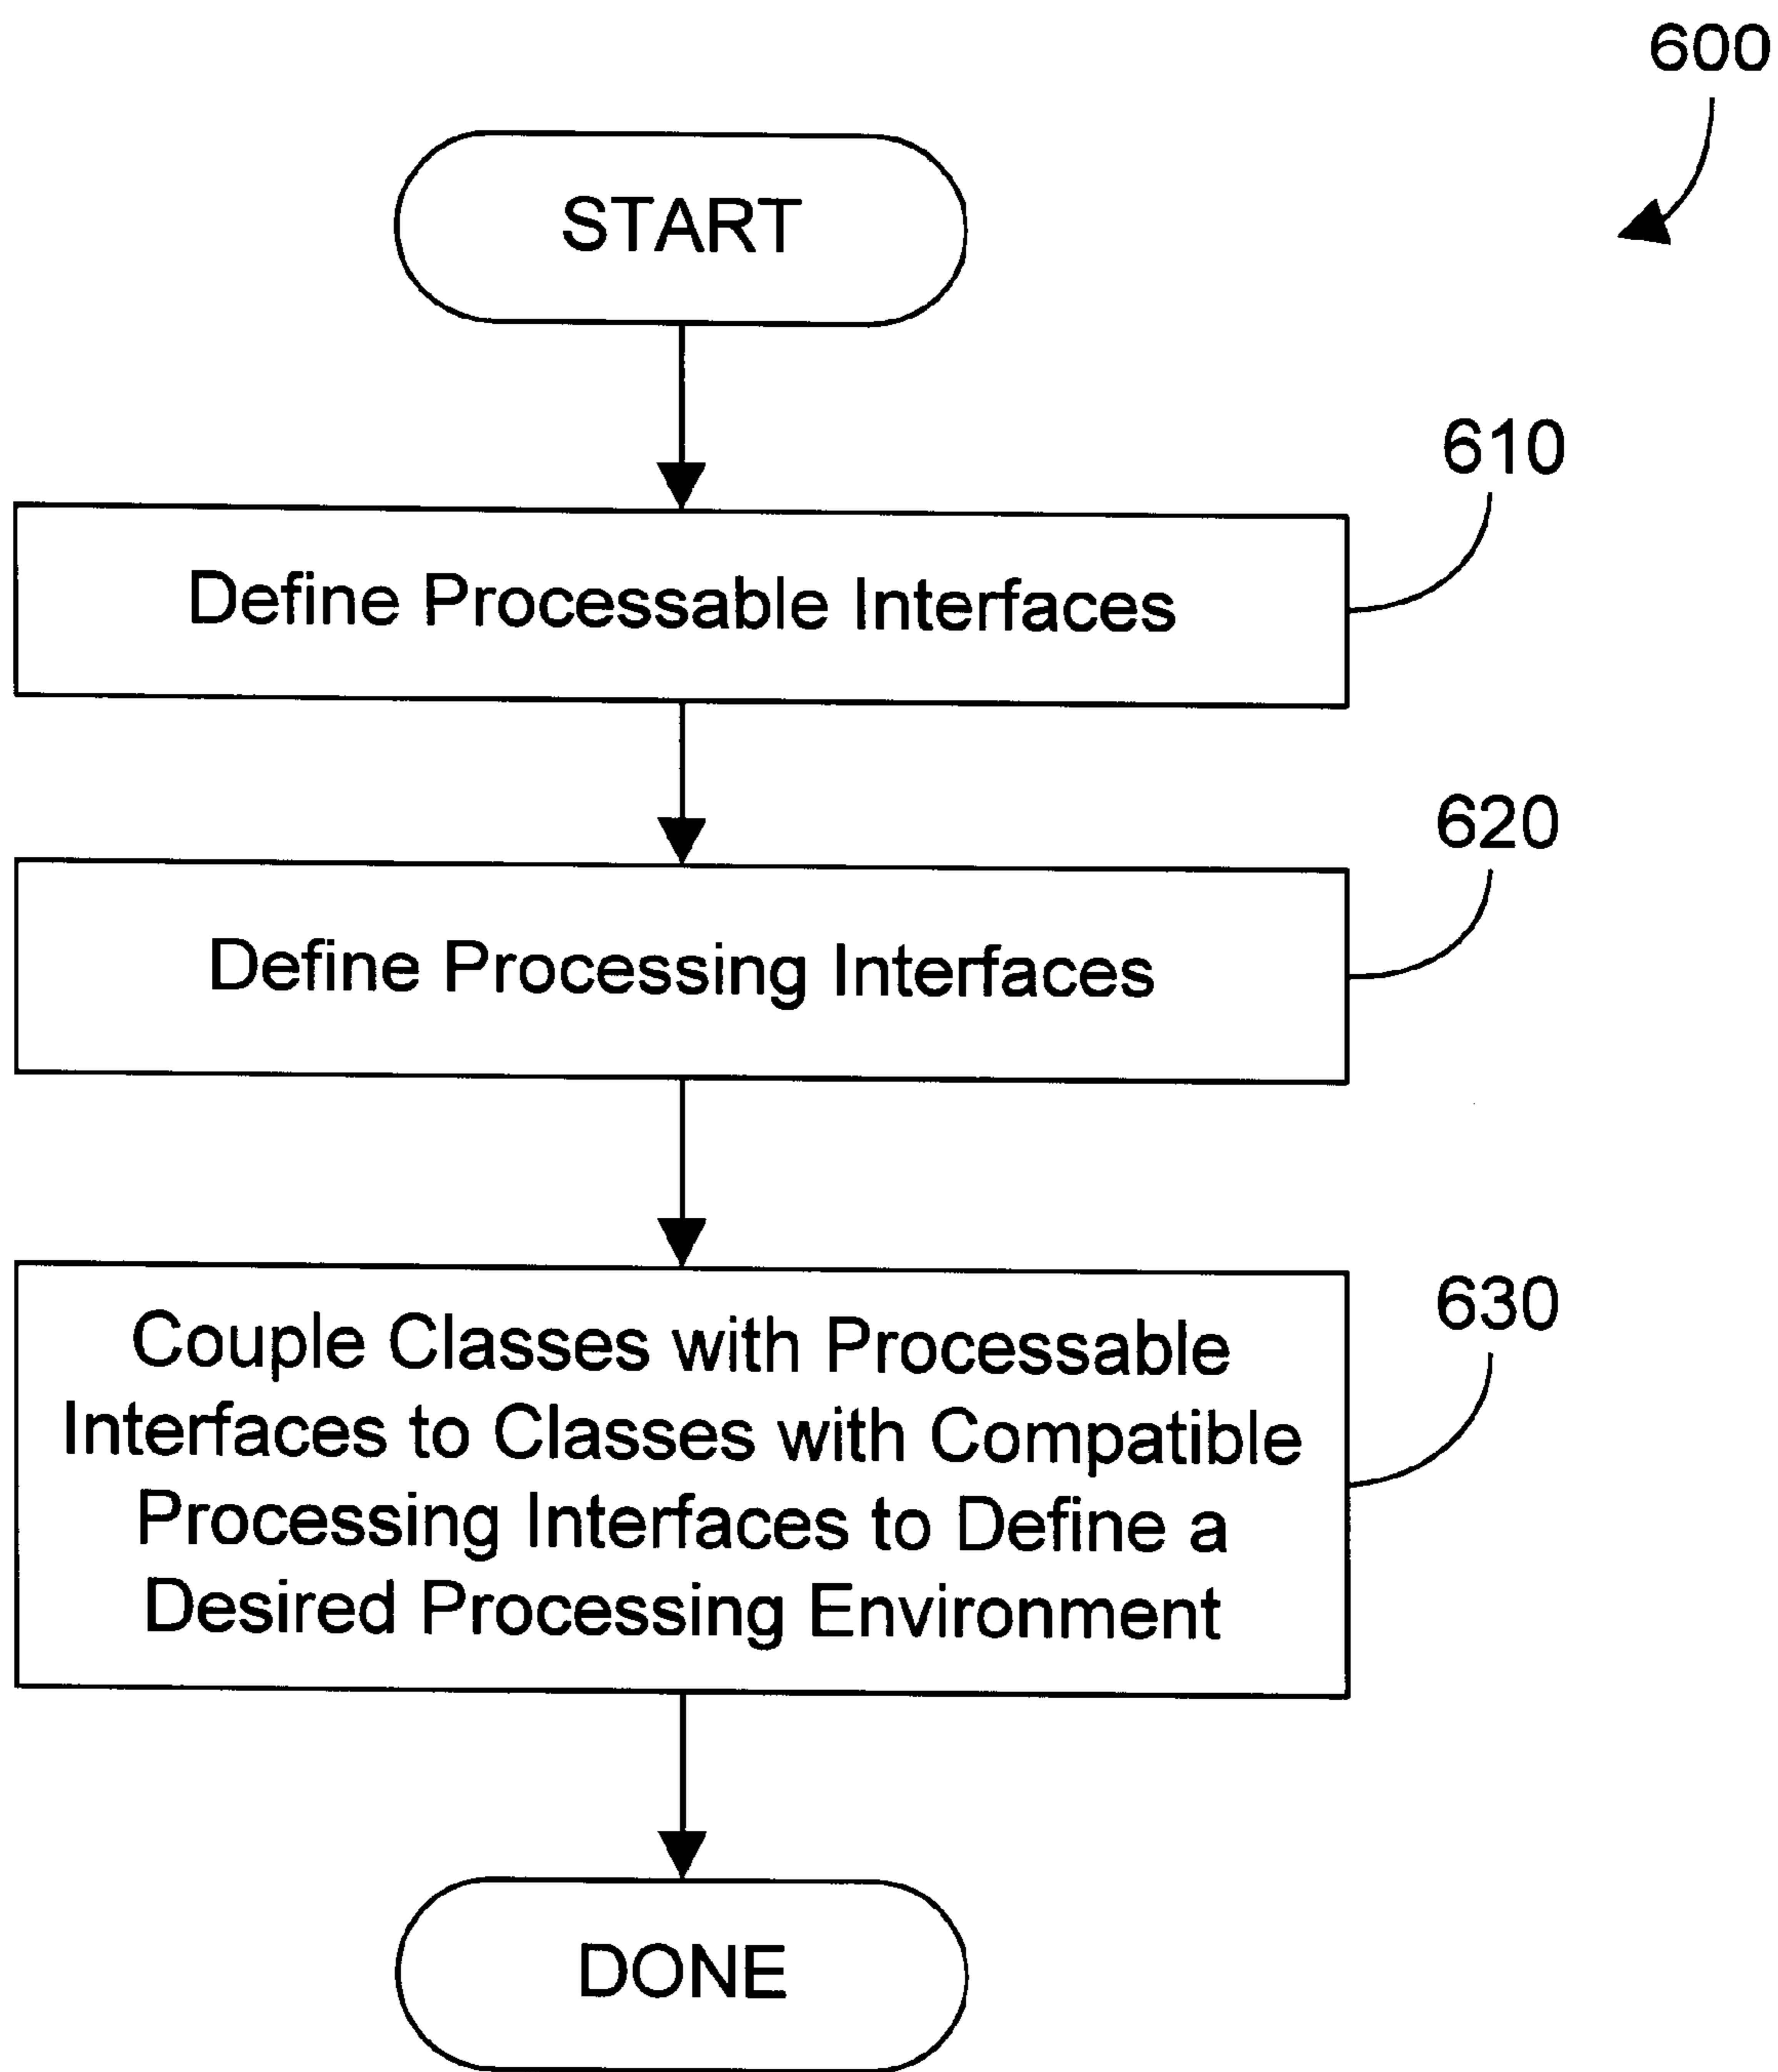 600
START
610
Define Processable Interfaces
620
Define Processing Interfaces
630
Couple Classes with Processable
Interfaces to Classes with Compatible
Processing Interfaces to Define a
Desired Processing Environment
DONE